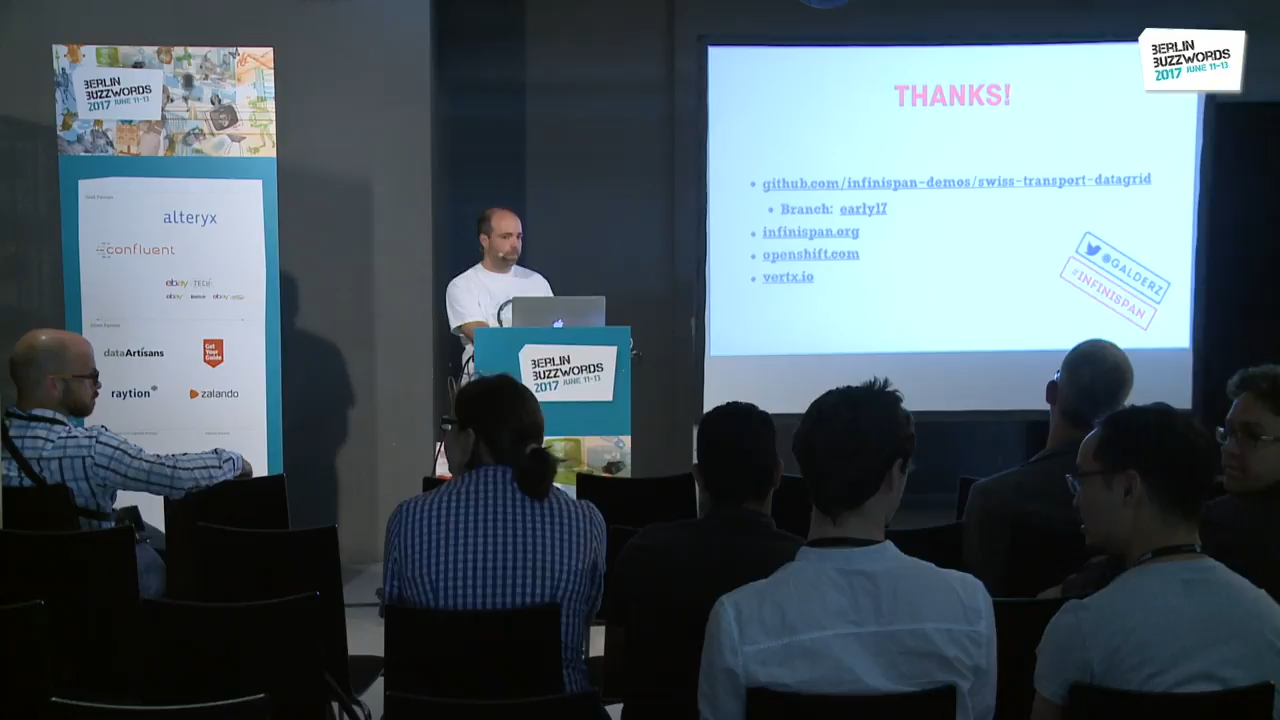 BERLIN
BUZZWORDS
2017 JUNE 11-13
alteryx
confluent
ebay TECH
dataArtisans
Get
Your
Guide
raytion
zalando
BERLIN
BUZZWORDS
2017 JUNE 11-13
THANKS!
• github.com/infinispan-demos/swiss-transport-datagrid
• Branch: early17
• infinispan.org
• openshift.com
• vertx.io
@GALDERZ
#INFINISPAN
BERLIN
BUZZWORDS
2017 JUNE 11-13